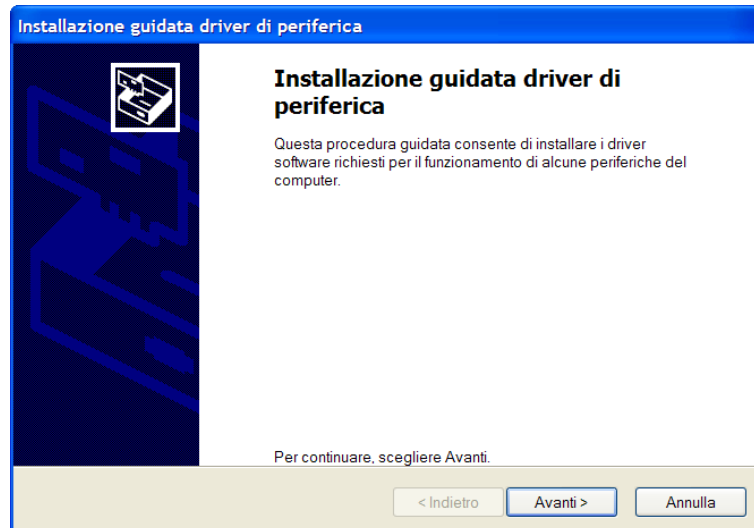 Installazione guidata driver di periferica
Installazione guidata driver di
periferica
Questa procedura guidata consente di installare i driver
software richiesti per il funzionamento di alcune periferiche del
computer.
Per continuare, scegliere Avanti.
< Indietro
Avanti >
Annulla